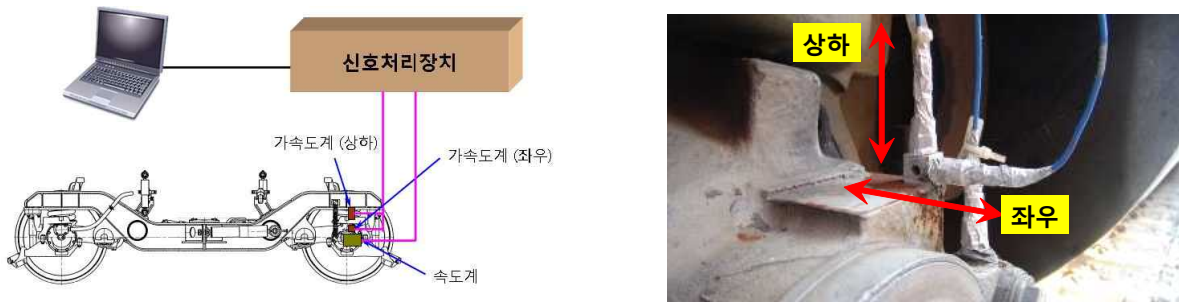 신호처리장치
가속도계 (상하)
가속도계 (좌우)
속도계
상하
좌우